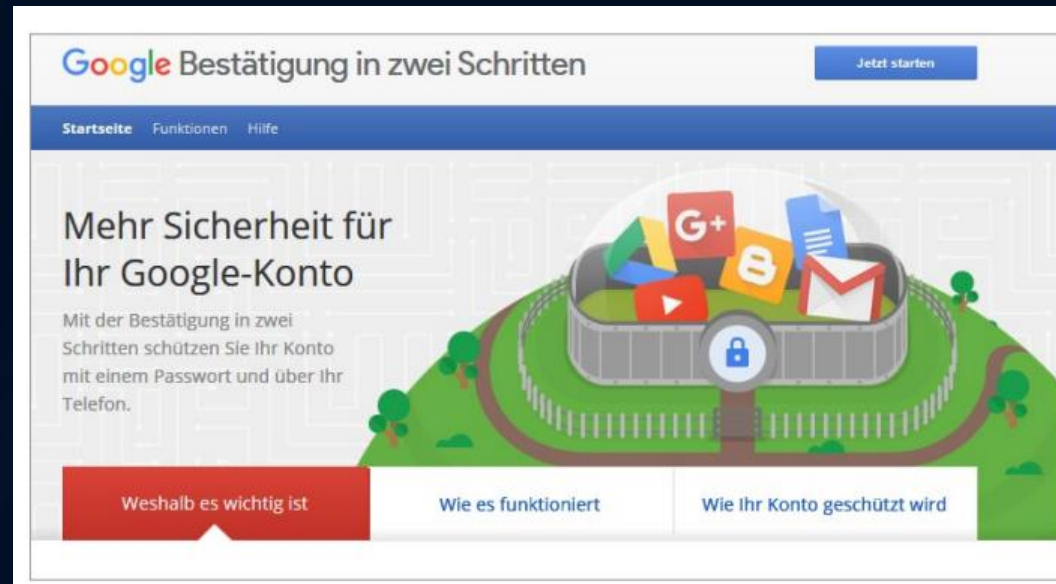 Google Bestätigung in zwei Schritten
Jetzt starten
Startseite Funktionen Hilfe
Mehr Sicherheit für
Ihr Google-Konto
Mit der Bestätigung in zwei
Schritten schützen Sie Ihr Konto
mit einem Passwort und über Ihr
Telefon.
G+
Weshalb es wichtig ist
Wie es funktioniert
Wie Ihr Konto geschützt wird